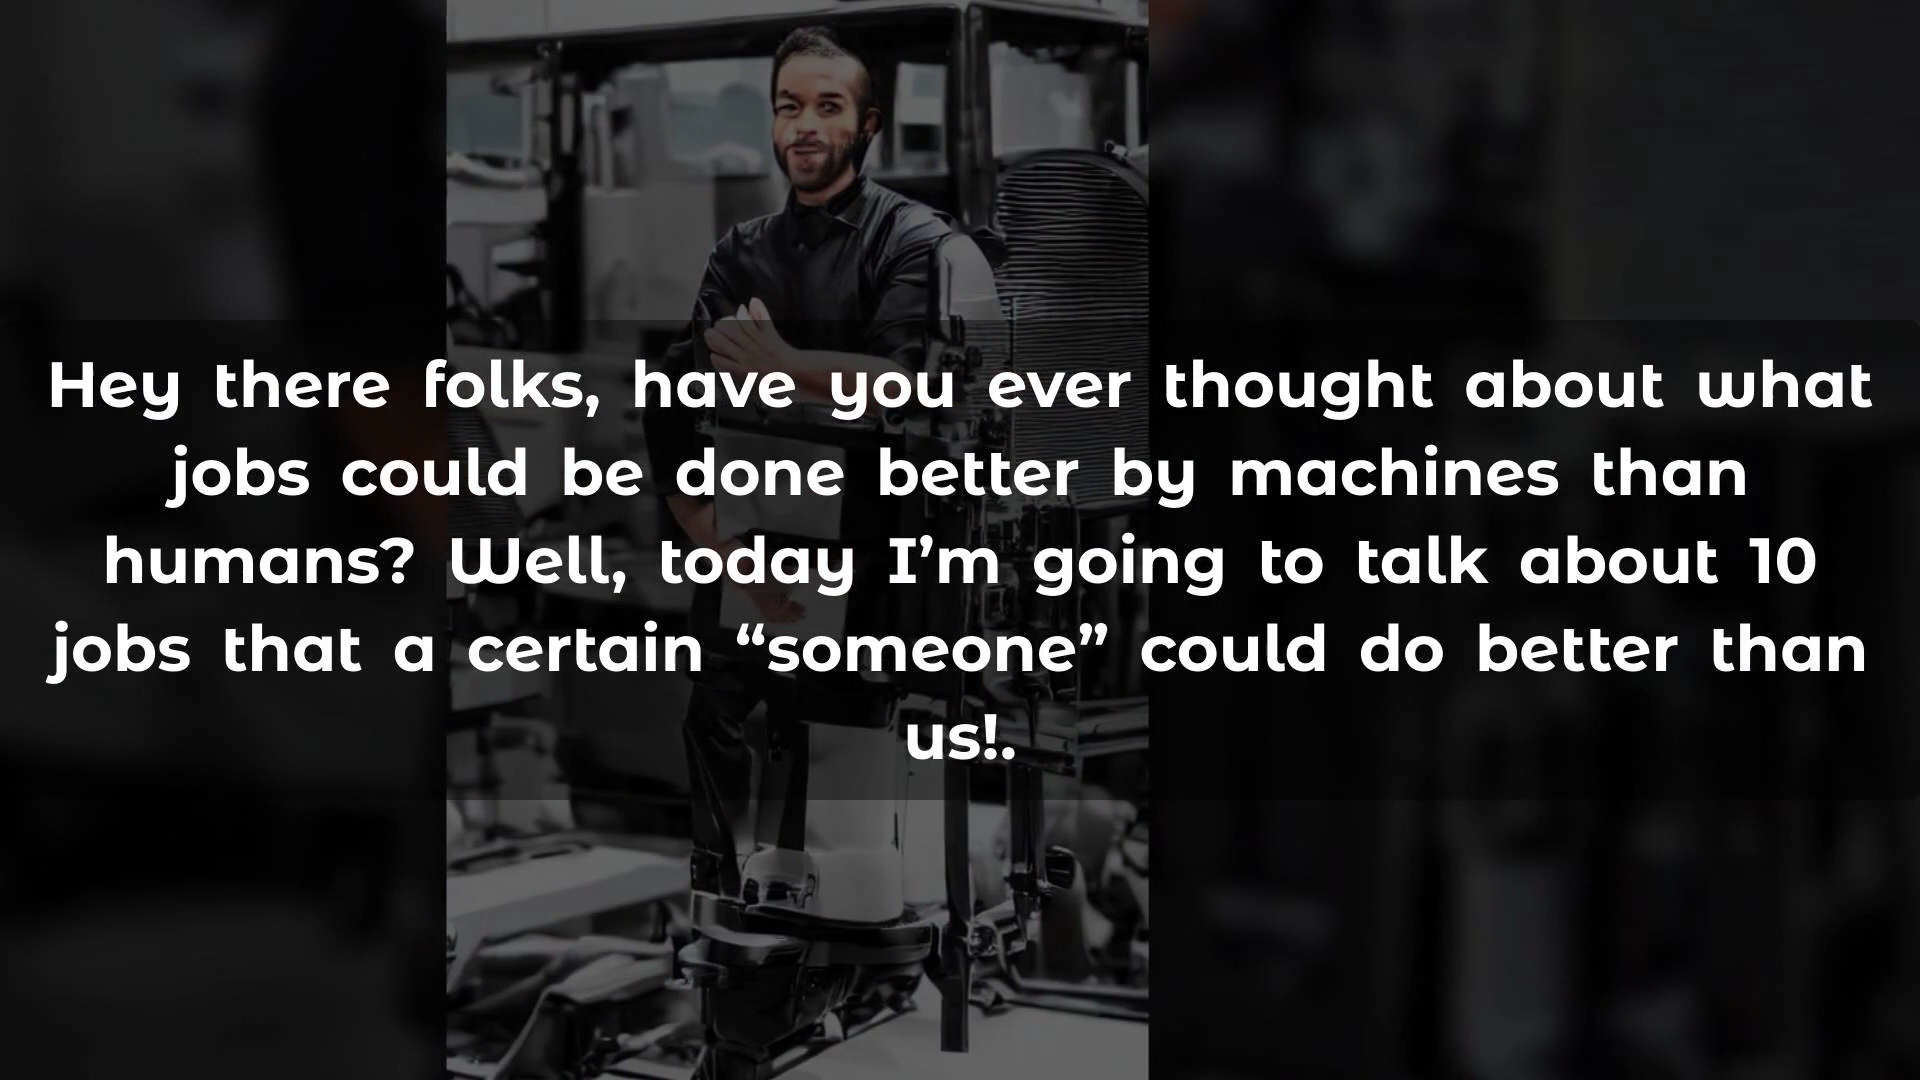 Hey there folks, have you ever thought about what
jobs could be done better by machines than
humans? Well, today I’m going to talk about 10
jobs that a certain “someone” could do better than
us!.